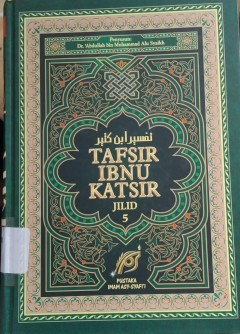 Penyusun:
Dr. 'Abdullah bin Muhammad Alu Syaikh
تفسير ابن كثير
TAFSIR
IBNU
KATSIR
JILID
5
PUSTAKA
IMAM ASY-SYAFI'I